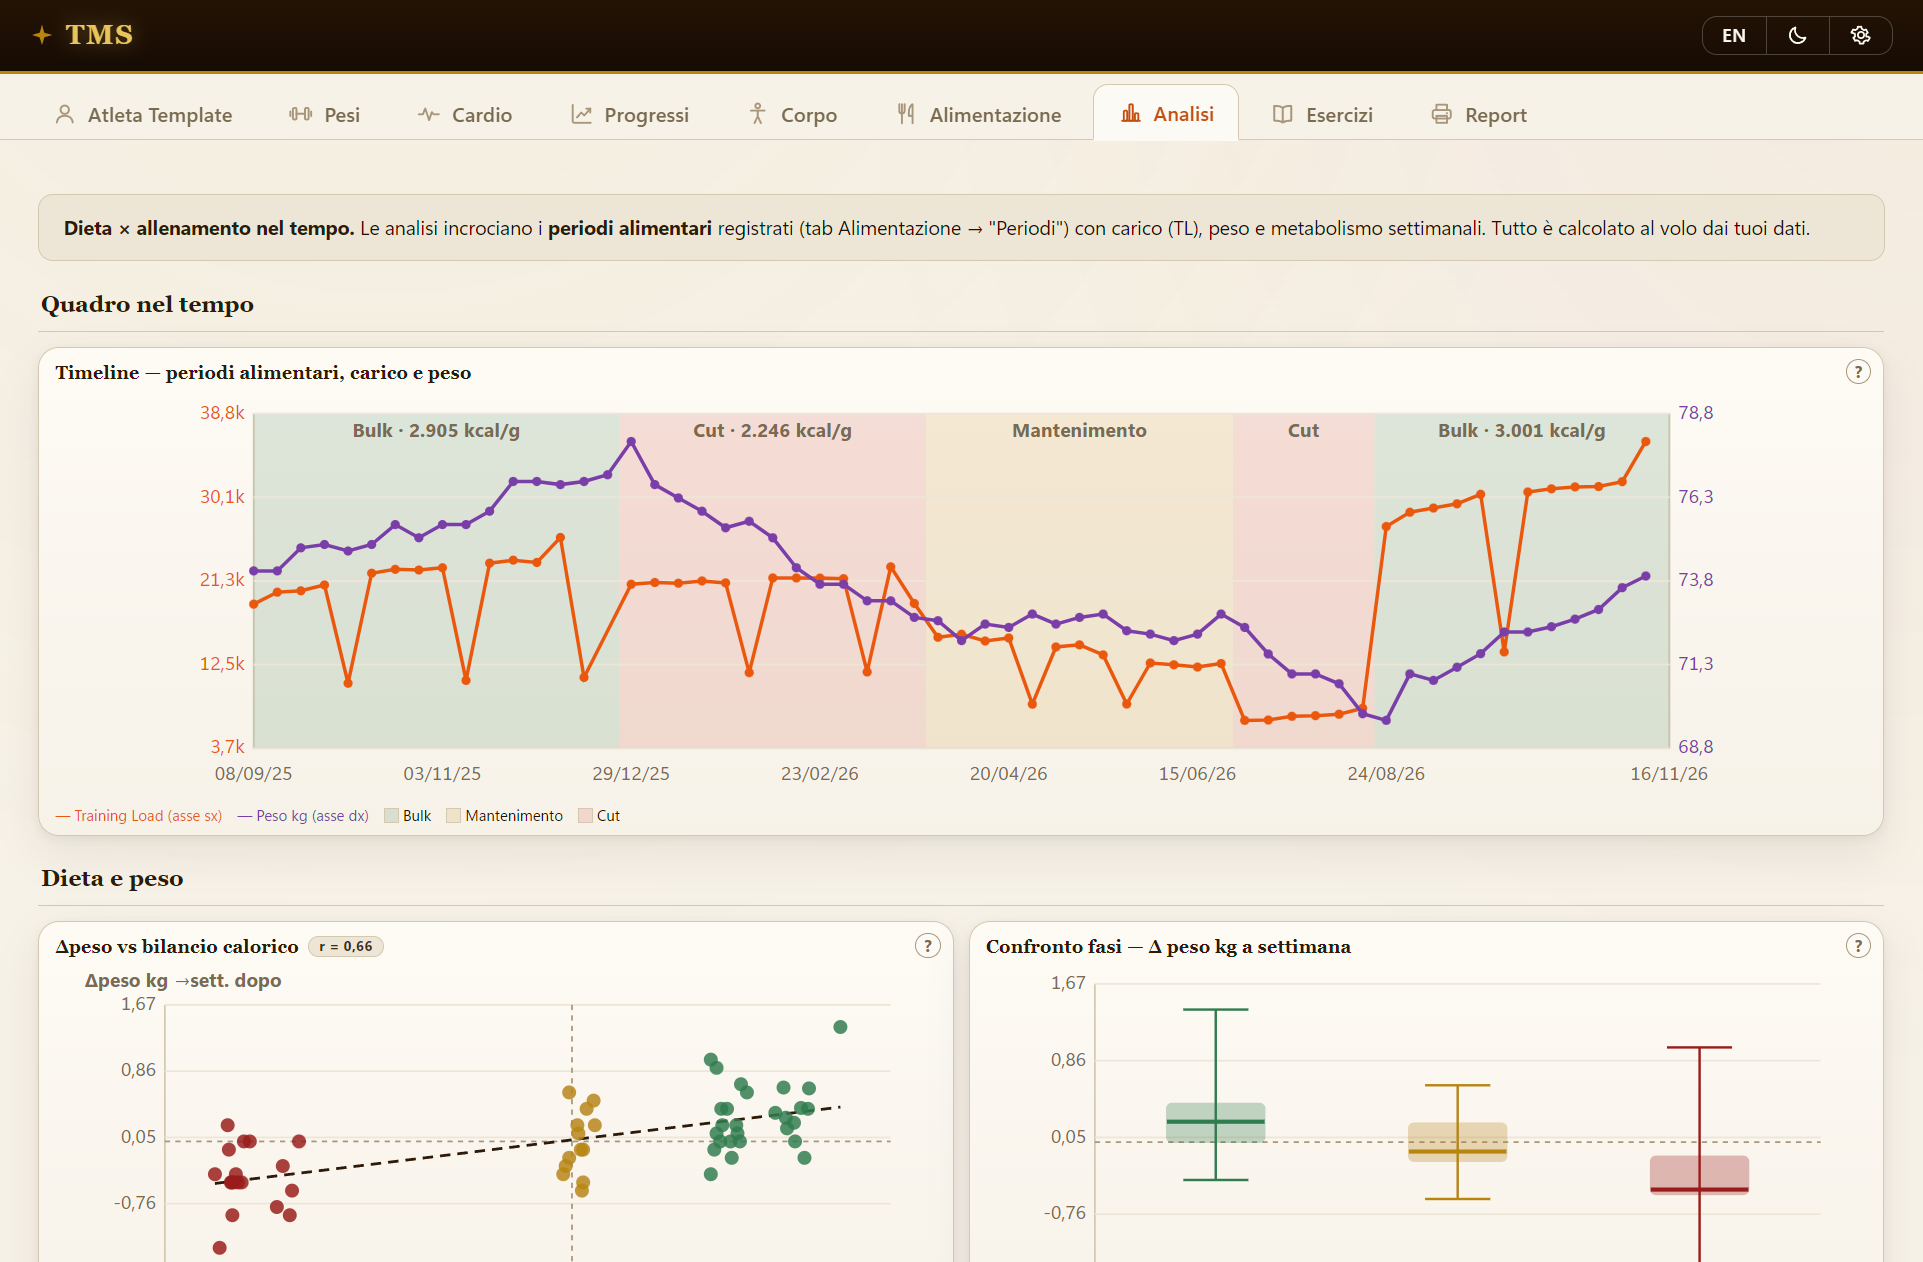 TMS
EN
Atleta Template
Pesi
Cardio
Progressi
Corpo
Alimentazione
Analisi
Esercizi
Report
Dieta × allenamento nel tempo. Le analisi incrociano i periodi alimentari registrati (tab Alimentazione → "Periodi") con carico (TL), peso e metabolismo settimanali. Tutto è calcolato al volo dai tuoi dati.
Quadro nel tempo
Timeline — periodi alimentari, carico e peso
?
38,8k
30,1k
21,3k
12,5k
3,7k
Bulk · 2.905 kcal/g
Cut · 2.246 kcal/g
Mantenimento
Cut
Bulk · 3.001 kcal/g
78,8
76,3
73,8
71,3
68,8
08/09/25
03/11/25
29/12/25
23/02/26
20/04/26
15/06/26
24/08/26
16/11/26
— Training Load (asse sx)
— Peso kg (asse dx)
Bulk
Mantenimento
Cut
Dieta e peso
Δpeso vs bilancio calorico
r = 0,66
?
Δpeso kg →sett. dopo
1,67
0,86
0,05
-0,76
Confronto fasi — Δ peso kg a settimana
?
1,67
0,86
0,05
-0,76